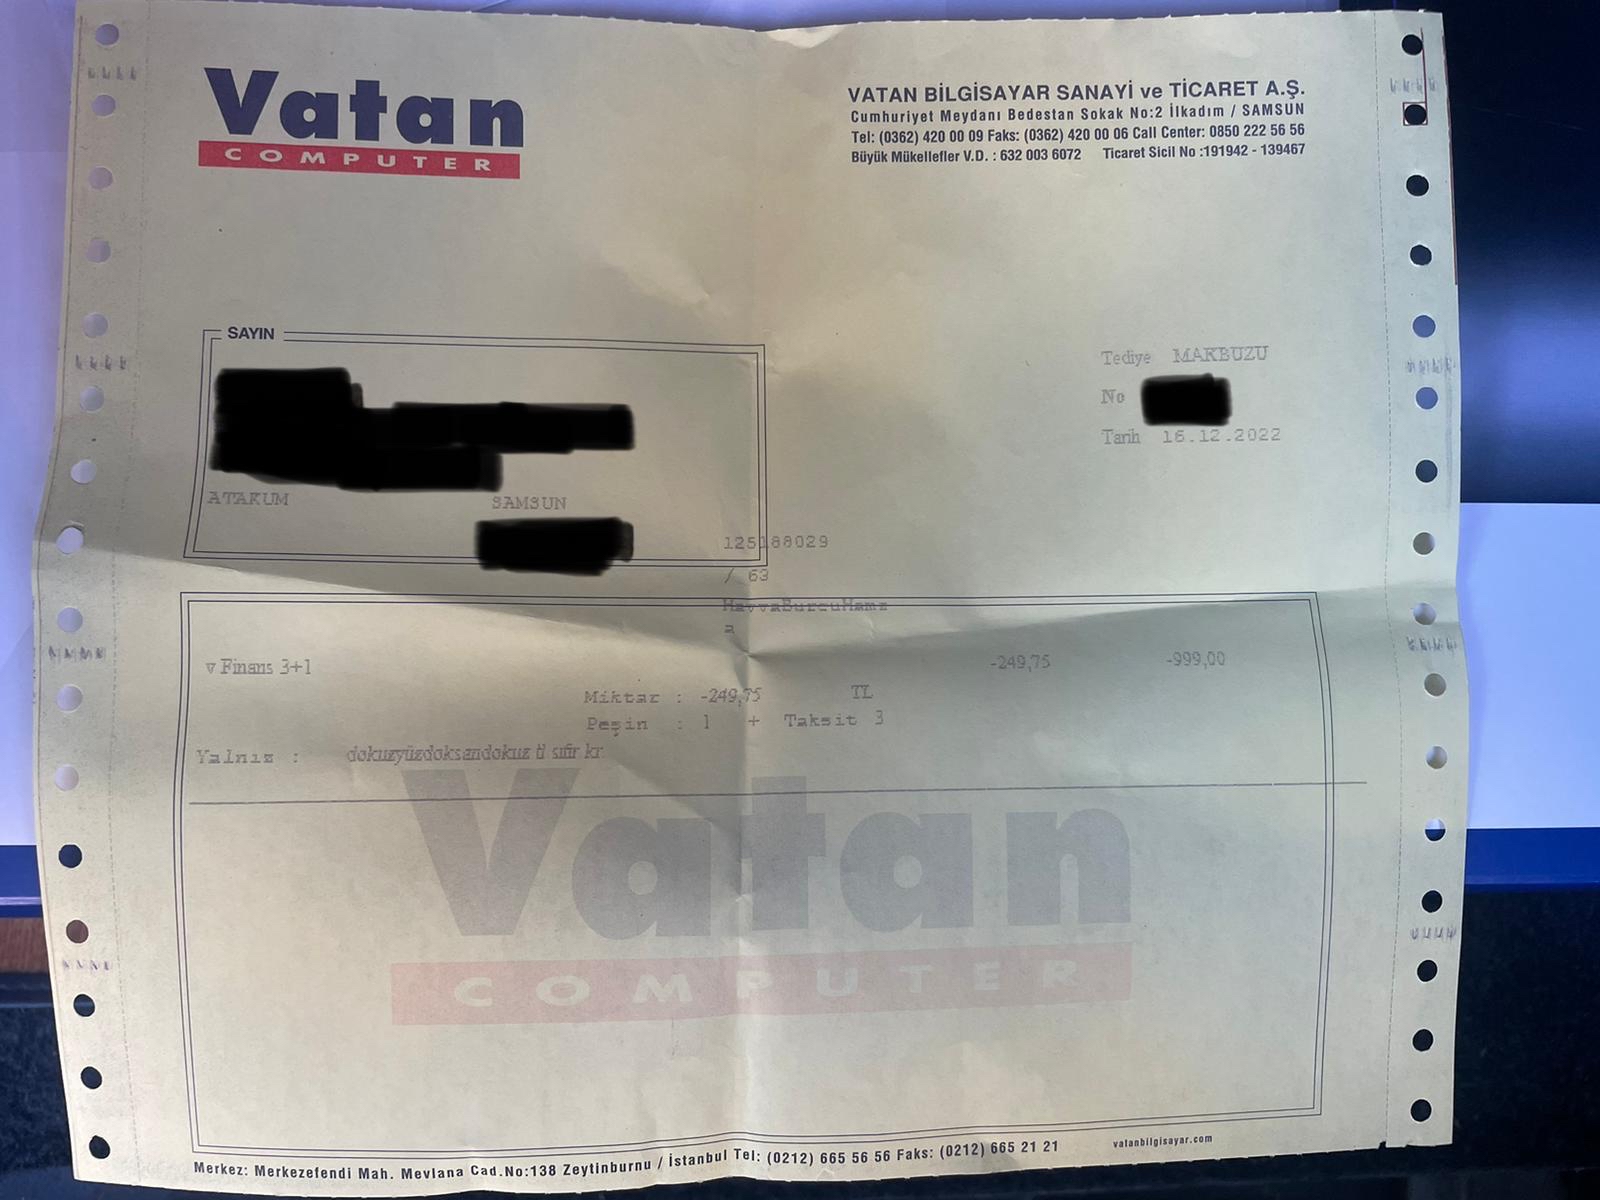 Vatan
COMPUTER
VATAN BİLGİSAYAR SANAYİ ve TİCARET A.Ş.
Cumhuriyet Meydanı Bedestan Sokak No:2 İlkadım / SAMSUN
Tel: (0362) 420 00 09 Faks: (0362) 420 00 06 Call Center: 0850 222 56 56
Büyük Mükellefler V.D. : 632 003 6072 Ticaret Sicil No :191942 - 139467
SAYIN
Tediye MAKBUZU
No
Tarih 16.12.2022
ATAKUM SAMSUN
125188029
/ 63
HavvaBurcuHamz
a
v Finans 3+1 -249,75 -999,00
Miktar : -249,75 TL
Peşin : 1 + Taksit 3
Yalnız : dokuzyüzdoksandokuz tl sıfır kr.
Vatan
COMPUTER
Merkez: Merkezefendi Mah. Mevlana Cad.No:138 Zeytinburnu / İstanbul Tel: (0212) 665 56 56 Faks: (0212) 665 21 21 vatanbilgisayar.com